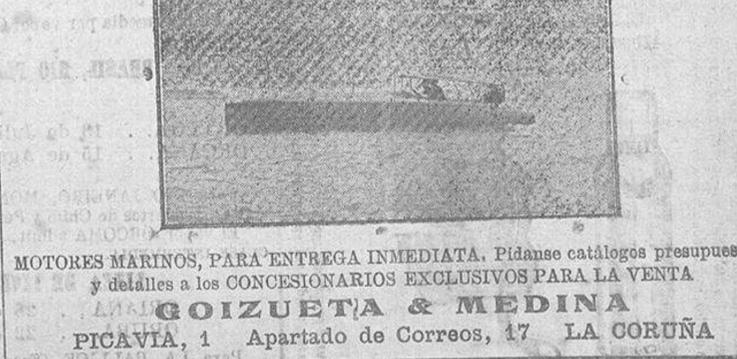 MOTORES MARINOS, PARA ENTREGA INMEDIATA. Pídanse catálogos presupues
y detalles a los CONCESIONARIOS EXCLUSIVOS PARA LA VENTA
GOIZUETA & MEDINA
PICAVIA, 1 Apartado de Correos, 17 LA CORUÑA